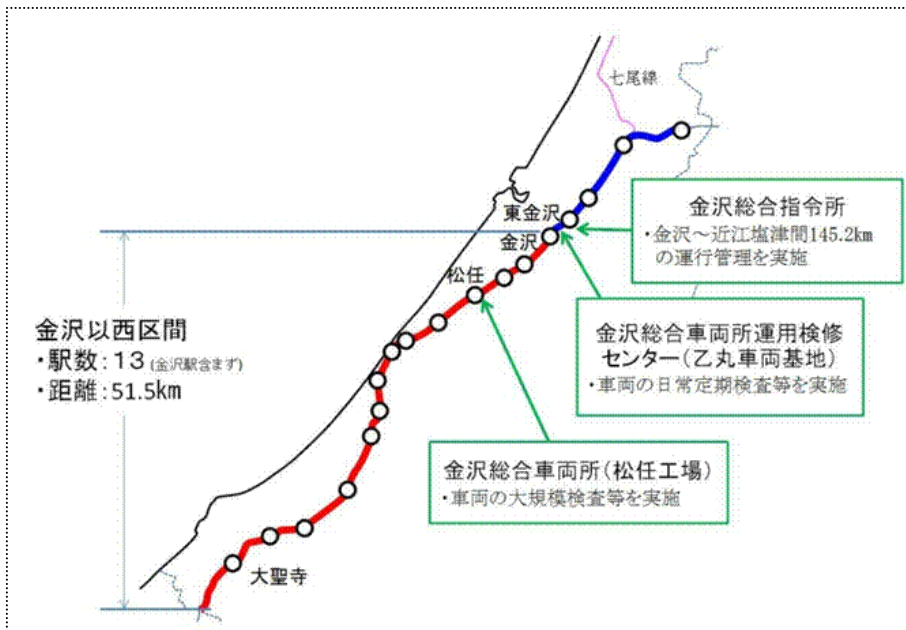 七尾線
東金沢
金沢
松任
金沢総合指令所
・金沢～近江塩津間145.2km
の運行管理を実施
金沢総合車両所運用検修
センター(乙丸車両基地)
・車両の日常定期検査等を実施
金沢以西区間
・駅数：13 (金沢駅含まず)
・距離：51.5km
金沢総合車両所(松任工場)
・車両の大規模検査等を実施
大聖寺